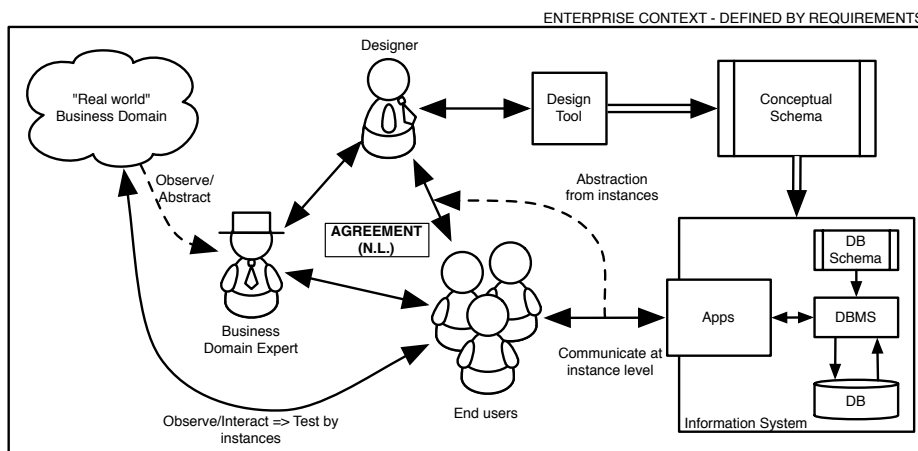 ENTERPRISE CONTEXT - DEFINED BY REQUIREMENTS
Designer
"Real world"
Business Domain
Design
Tool
Conceptual
Schema
Observe/
Abstract
Abstraction
from instances
AGREEMENT
(N.L.)
DB
Schema
Apps
DBMS
Business
Domain Expert
Communicate at
instance level
DB
End users
Observe/Interact => Test by
instances
Information System